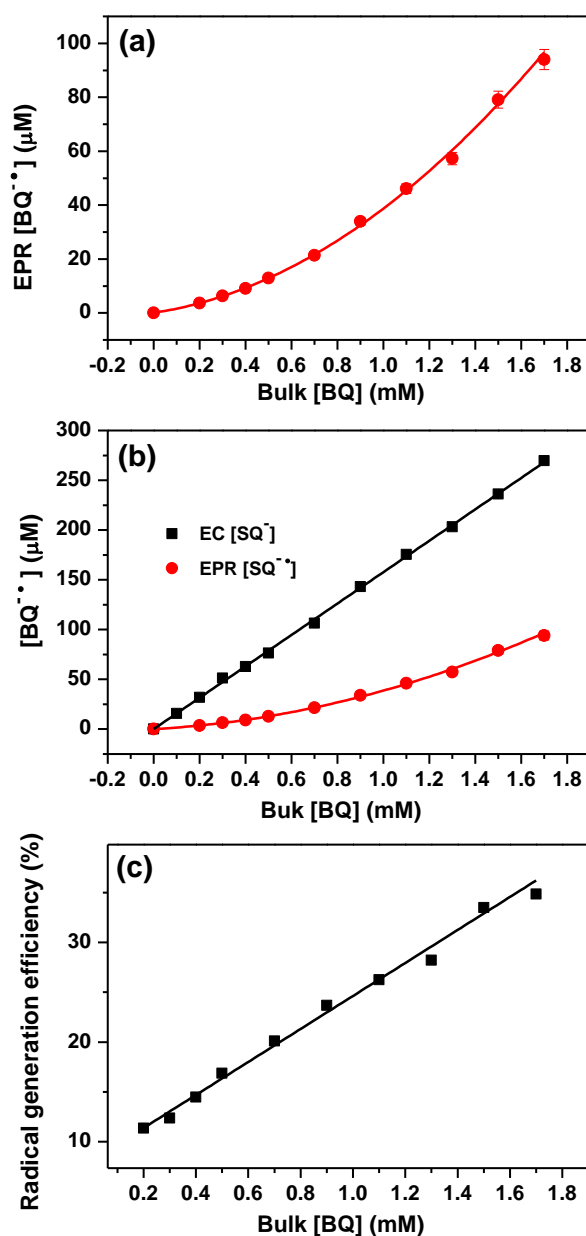 (a)
EPR [BQ⁻•] (μM)
100
80
60
40
20
0
-0.2 0.0 0.2 0.4 0.6 0.8 1.0 1.2 1.4 1.6 1.8
Bulk [BQ] (mM)
(b)
[BQ⁻•] (μM)
300
250
200
150
100
50
0
EC [SQ⁻]
EPR [SQ⁻•]
-0.2 0.0 0.2 0.4 0.6 0.8 1.0 1.2 1.4 1.6 1.8
Buk [BQ] (mM)
(c)
Radical generation efficiency (%)
30
20
10
0.2 0.4 0.6 0.8 1.0 1.2 1.4 1.6 1.8
Bulk [BQ] (mM)